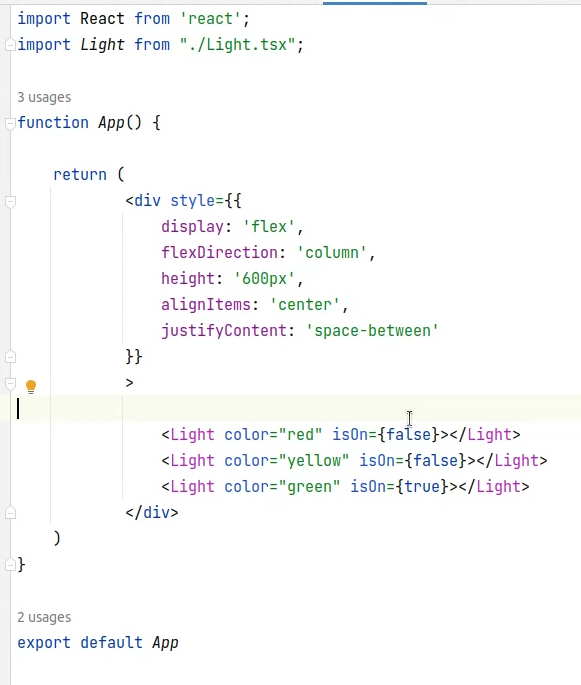 import React from 'react';
import Light from "./Light.tsx";
3 usages
function App() {
return (
<div style={{
display: 'flex',
flexDirection: 'column',
height: '600px',
alignItems: 'center',
justifyContent: 'space-between'
}}
>
<Light color="red" isOn={false}></Light>
<Light color="yellow" isOn={false}></Light>
<Light color="green" isOn={true}></Light>
</div>
)
}
2 usages
export default App